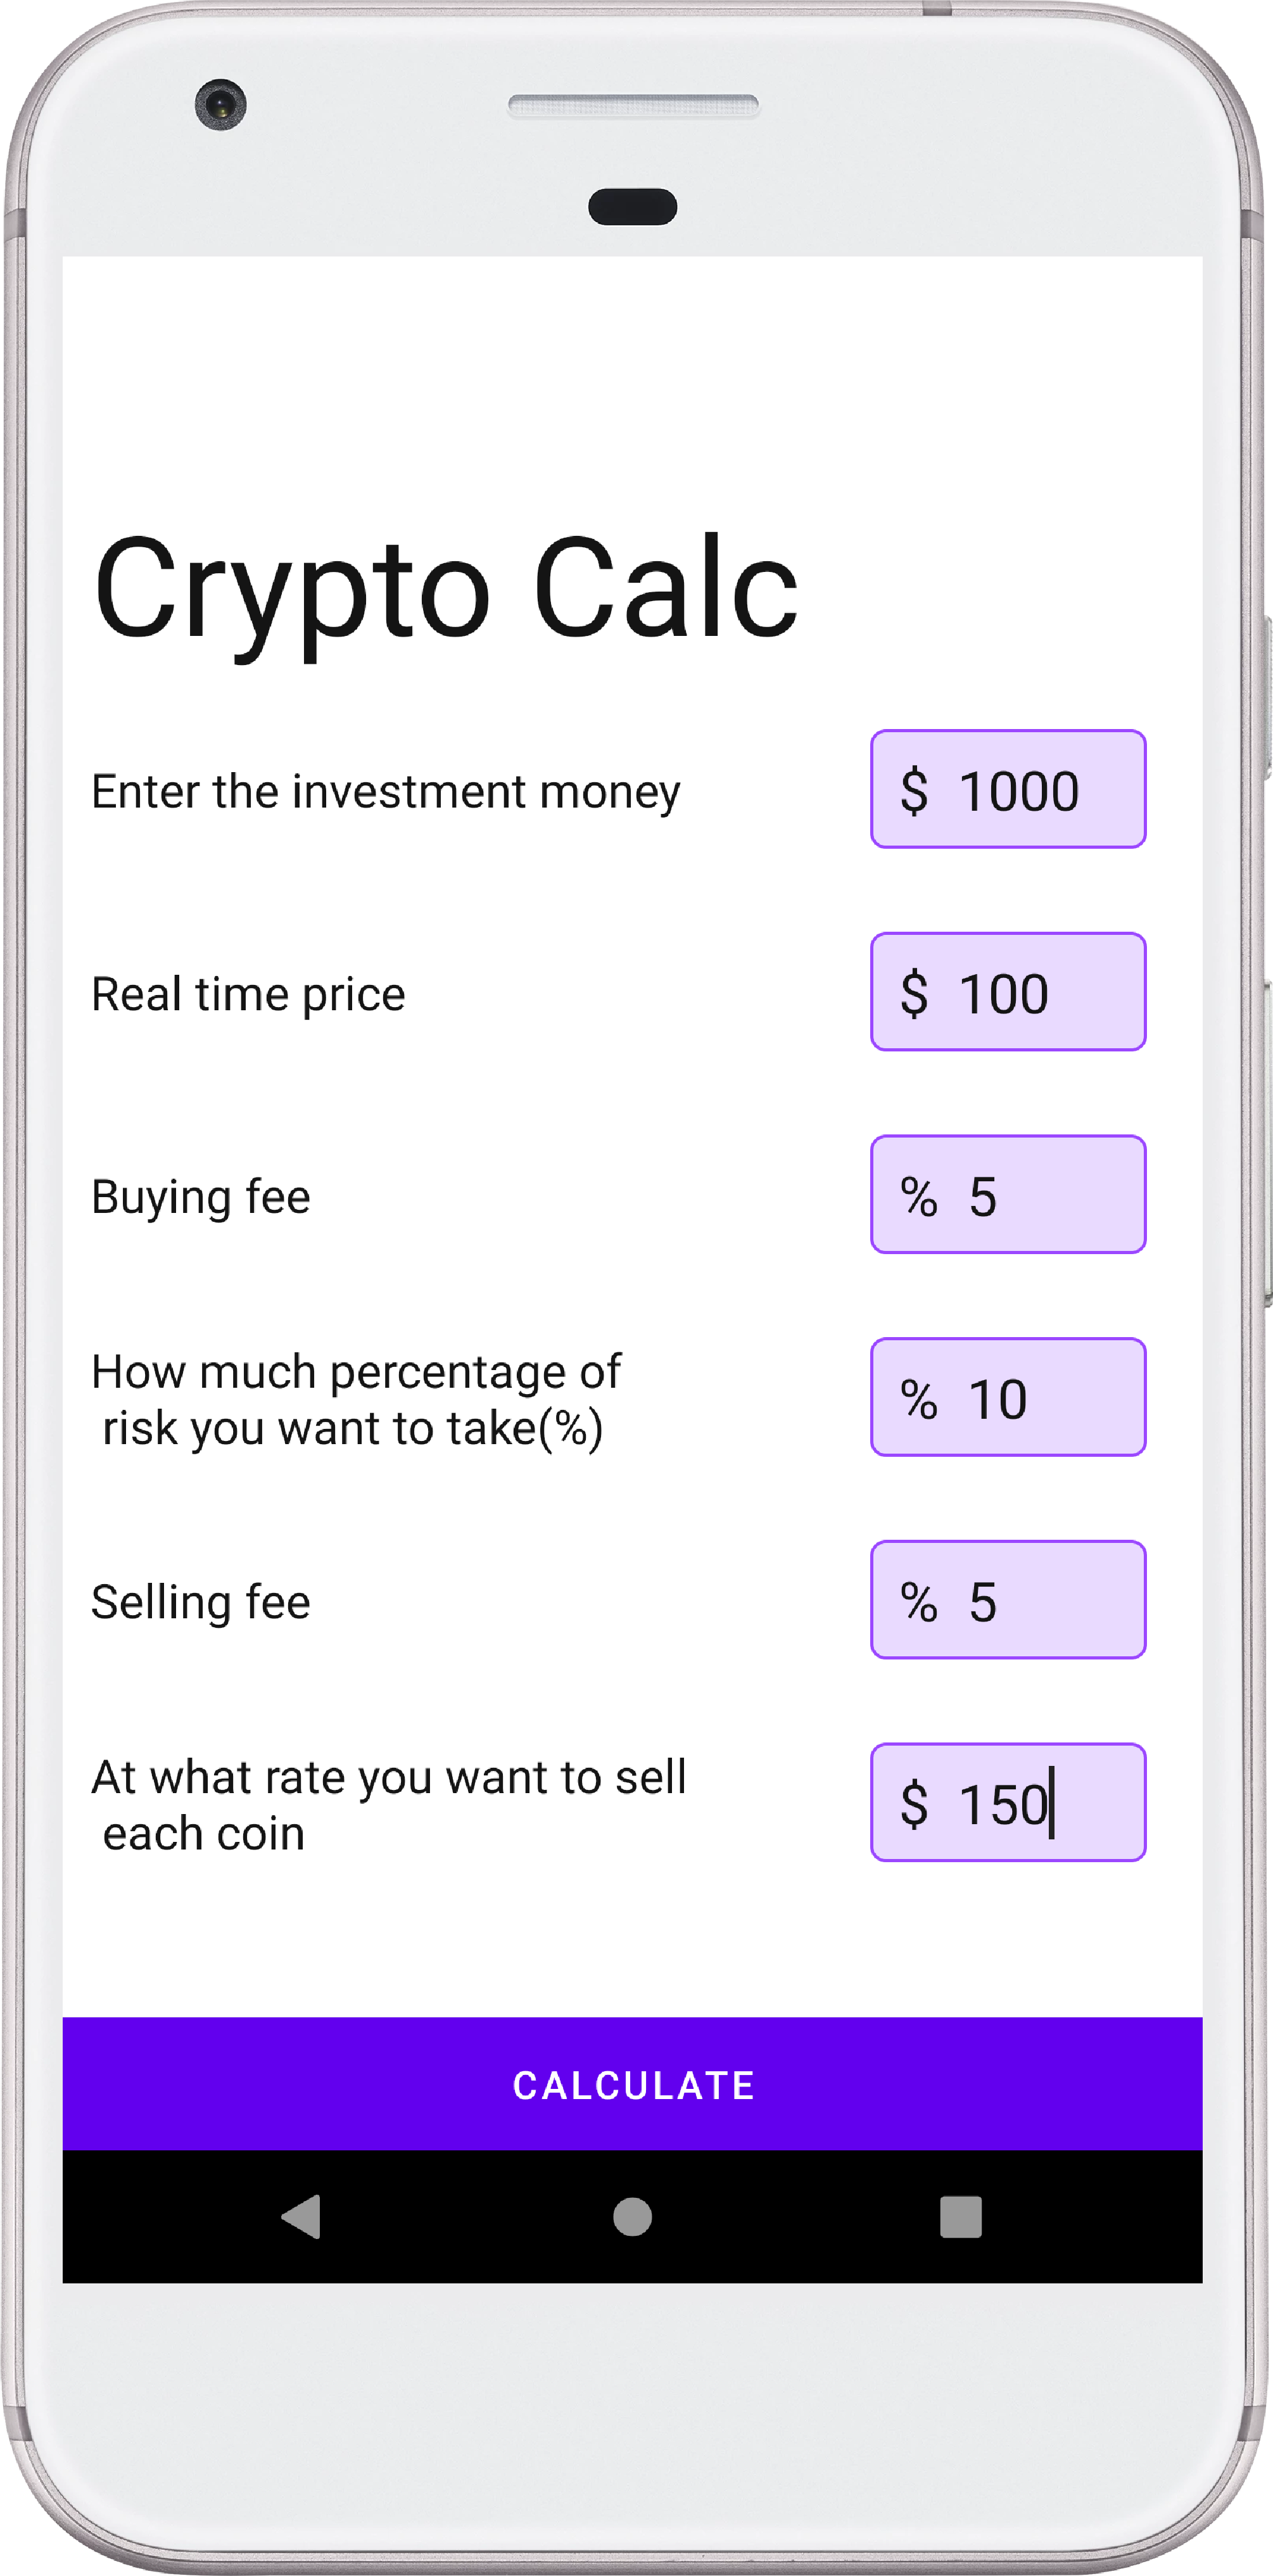 Crypto Calc
Enter the investment money
$ 1000
Real time price
$ 100
Buying fee
% 5
How much percentage of
risk you want to take(%)
% 10
Selling fee
% 5
At what rate you want to sell
each coin
$ 150
CALCULATE